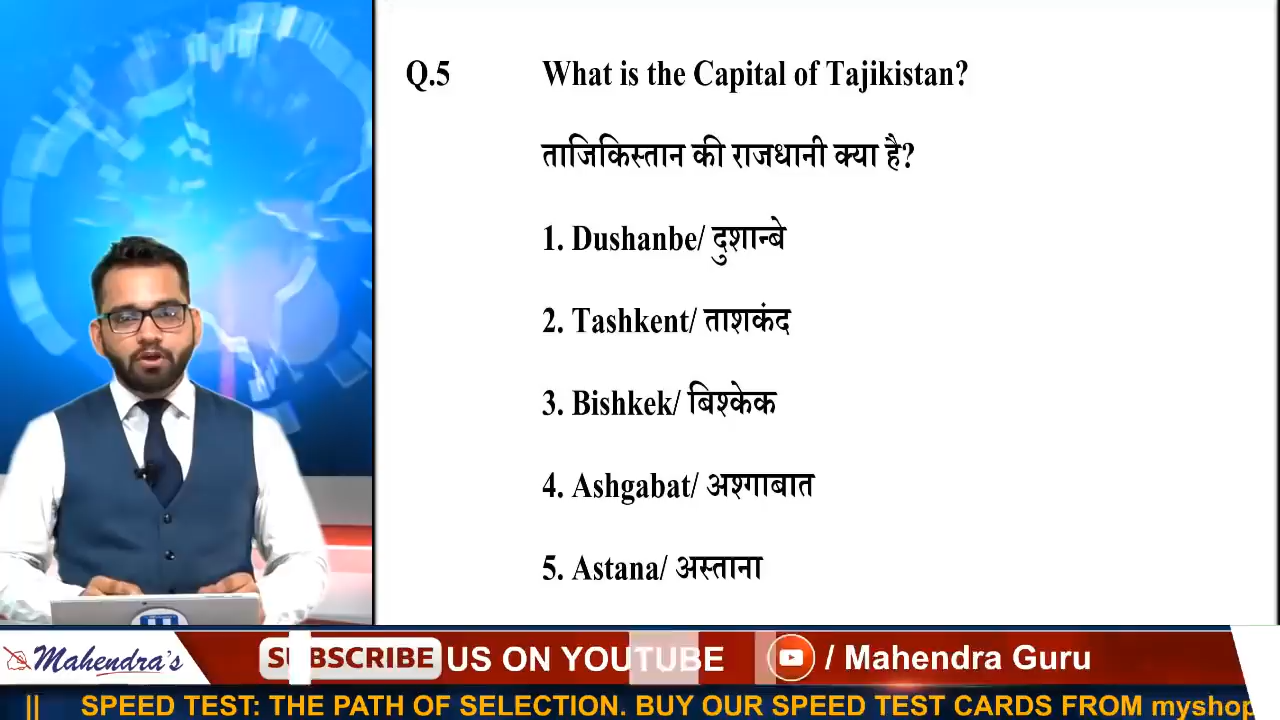 Q.5 What is the Capital of Tajikistan?
ताजिकिस्तान की राजधानी क्या है?
1. Dushanbe/ दुशान्बे
2. Tashkent/ ताशकंद
3. Bishkek/ बिश्केक
4. Ashgabat/ अश्गाबात
5. Astana/ अस्ताना
Mahendra's SUBSCRIBE US ON YOUTUBE / Mahendra Guru
|| SPEED TEST: THE PATH OF SELECTION. BUY OUR SPEED TEST CARDS FROM myshop